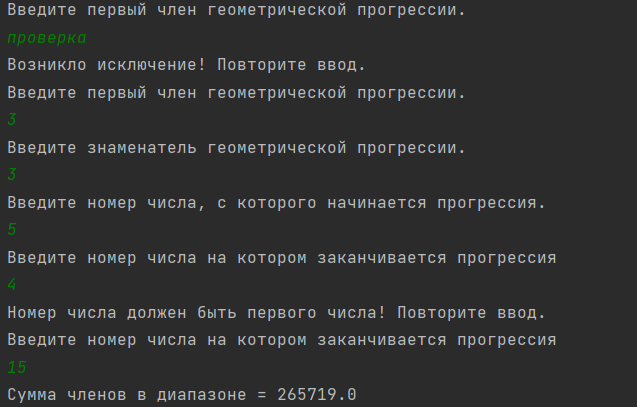 Введите первый член геометрической прогрессии.
проверка
Возникло исключение! Повторите ввод.
Введите первый член геометрической прогрессии.
3
Введите знаменатель геометрической прогрессии.
3
Введите номер числа, с которого начинается прогрессия.
5
Введите номер числа на котором заканчивается прогрессия
4
Номер числа должен быть первого числа! Повторите ввод.
Введите номер числа на котором заканчивается прогрессия
15
Сумма членов в диапазоне = 265719.0